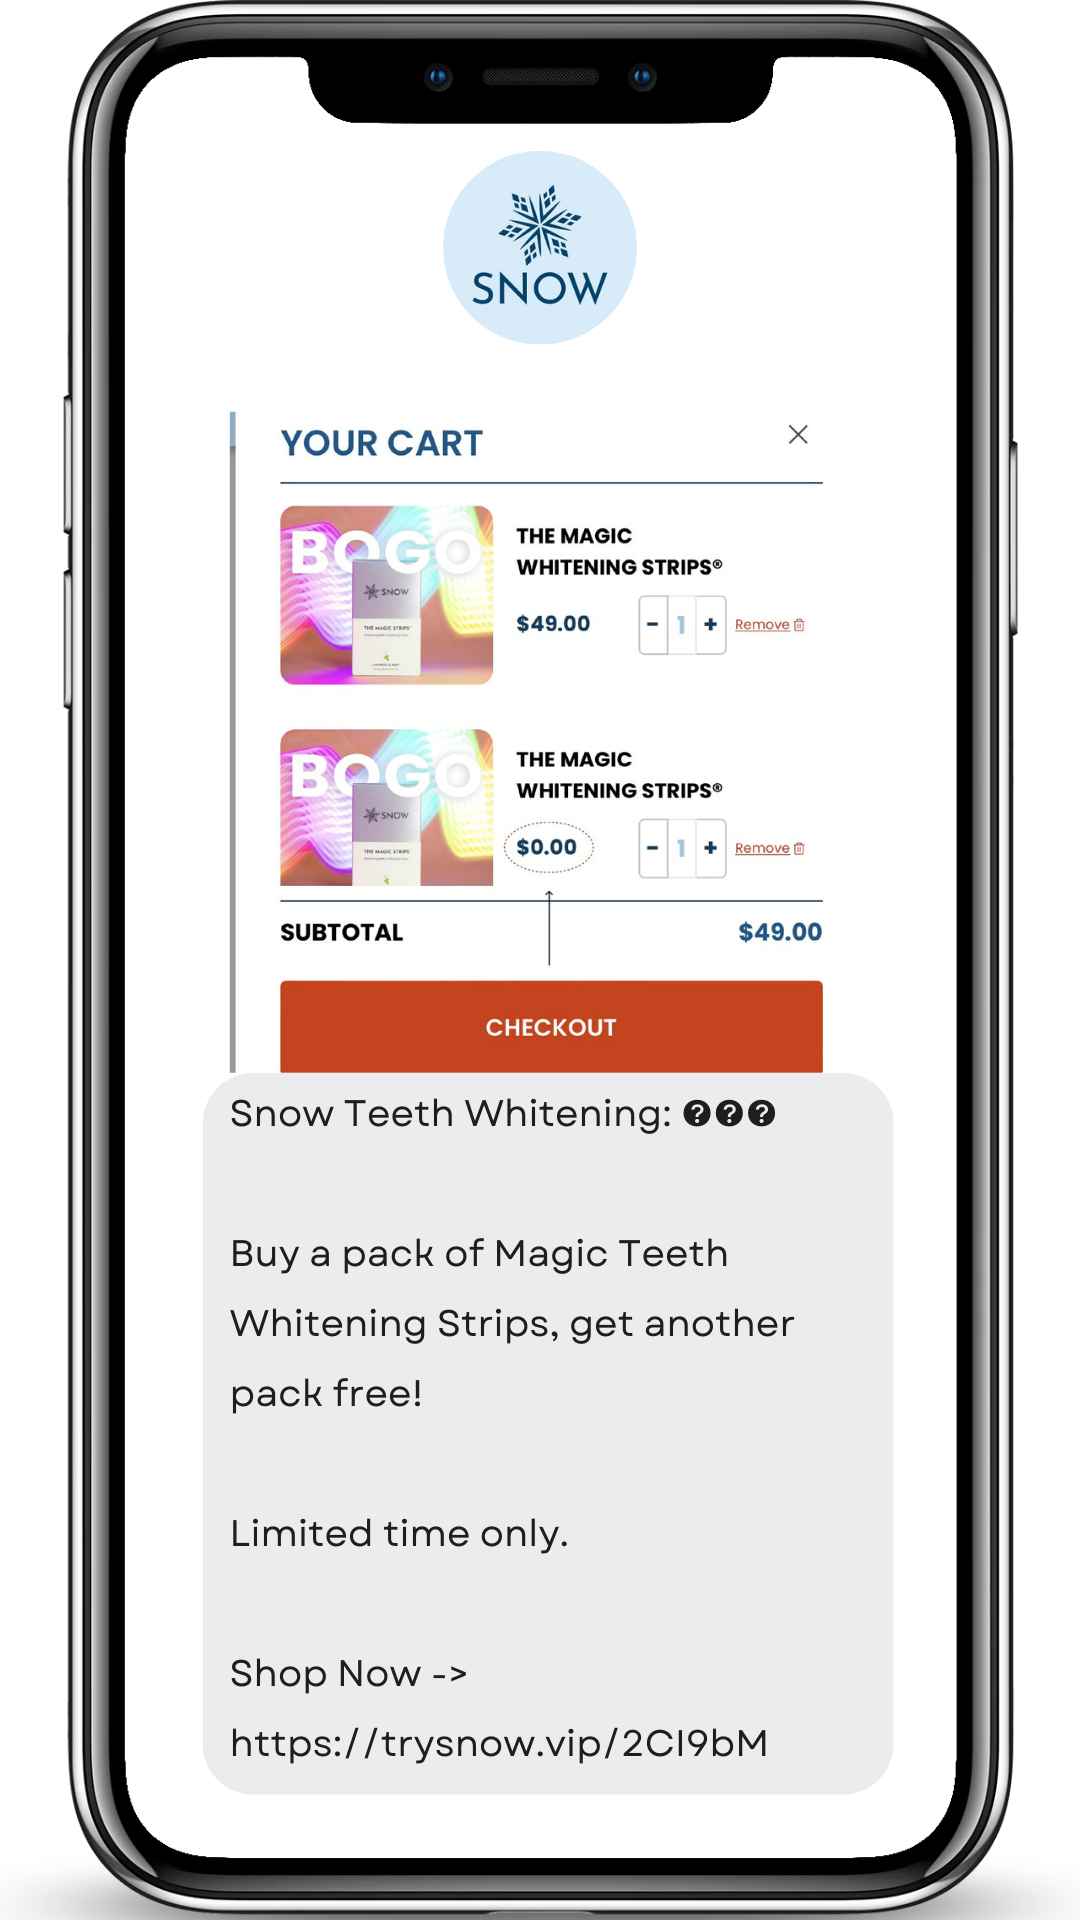 SNOW
YOUR CART
BOGO
SNOW
THE MAGIC STRIPS
THE MAGIC
WHITENING STRIPS®
$49.00
- 1 +
Remove
BOGO
SNOW
THE MAGIC STRIPS
THE MAGIC
WHITENING STRIPS®
$0.00
- 1 +
Remove
SUBTOTAL
$49.00
CHECKOUT
Snow Teeth Whitening: ???
Buy a pack of Magic Teeth
Whitening Strips, get another
pack free!
Limited time only.
Shop Now ->
https://trysnow.vip/2CI9bM